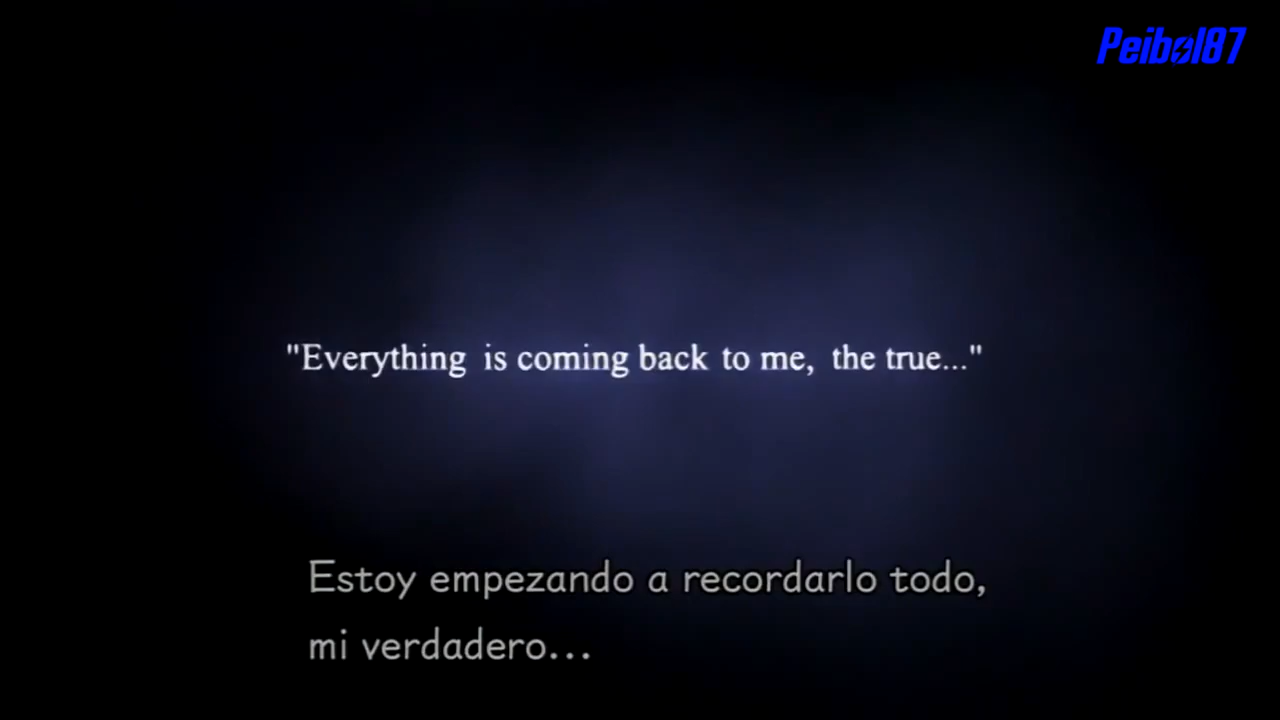 Peibol87
"Everything is coming back to me, the true..."
Estoy empezando a recordarlo todo,
mi verdadero...